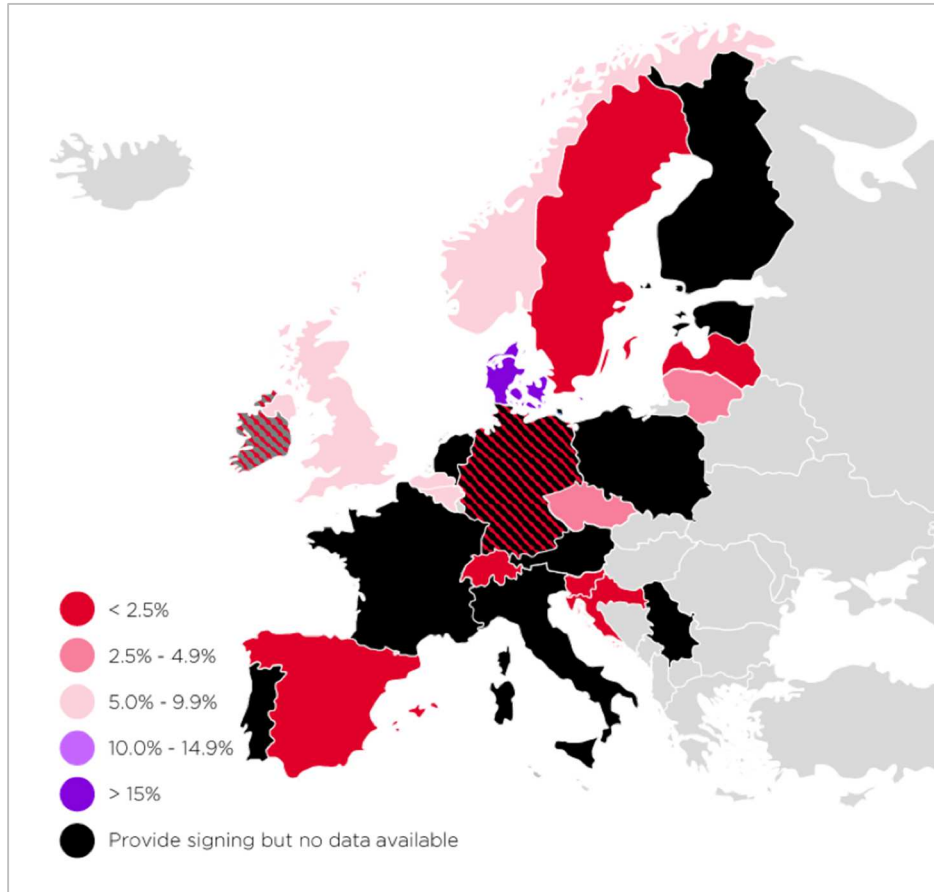 < 2.5%
2.5% - 4.9%
5.0% - 9.9%
10.0% - 14.9%
> 15%
Provide signing but no data available